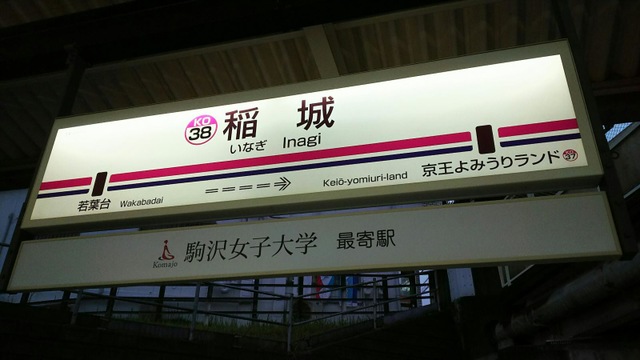 KO
38
稲城
いなぎ Inagi
若葉台 Wakabadai
Keiō-yomiuri-land 京王よみうりランド KO 37
Komajo
駒沢女子大学 最寄駅